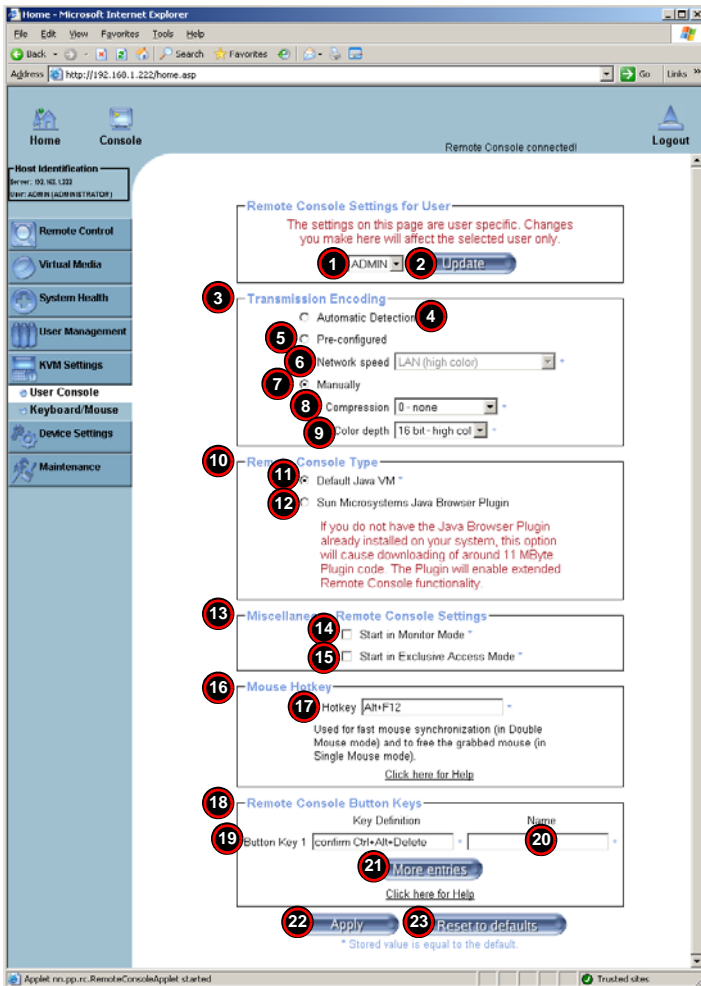 Home - Microsoft Internet Explorer
File Edit View Favorites Tools Help
Back Search Favorites
Address http://192.168.1.222/home.asp Go Links »
Home Console Remote Console connected! Logout
Host Identification
Server: 192.168.1.222
User: ADMIN (ADMINISTRATOR)
Remote Control
Virtual Media
System Health
User Management
KVM Settings
User Console
Keyboard/Mouse
Device Settings
Maintenance
Remote Console Settings for User
The settings on this page are user specific. Changes
you make here will affect the selected user only.
1 ADMIN 2 Update
3 Transmission Encoding
Automatic Detection 4
5 Pre-configured
6 Network speed LAN (high color) *
7 Manually
8 Compression 0 - none *
9 Color depth 16 bit - high col *
10 Remote Console Type
11 Default Java VM *
12 Sun Microsystems Java Browser Plugin
If you do not have the Java Browser Plugin
already installed on your system, this option
will cause downloading of around 11 MByte
Plugin code. The Plugin will enable extended
Remote Console functionality.
13 Miscellaneous Remote Console Settings
14 Start in Monitor Mode *
15 Start in Exclusive Access Mode *
16 Mouse Hotkey
17 Hotkey Alt+F12 *
Used for fast mouse synchronization (in Double
Mouse mode) and to free the grabbed mouse (in
Single Mouse mode).
Click here for Help
18 Remote Console Button Keys
Key Definition Name
19 Button Key 1 confirm Ctrl+Alt+Delete * 20 *
21 More entries
Click here for Help
22 Apply 23 Reset to defaults
* Stored value is equal to the default.
Applet nn.pp.rc.RemoteConsoleApplet started Trusted sites